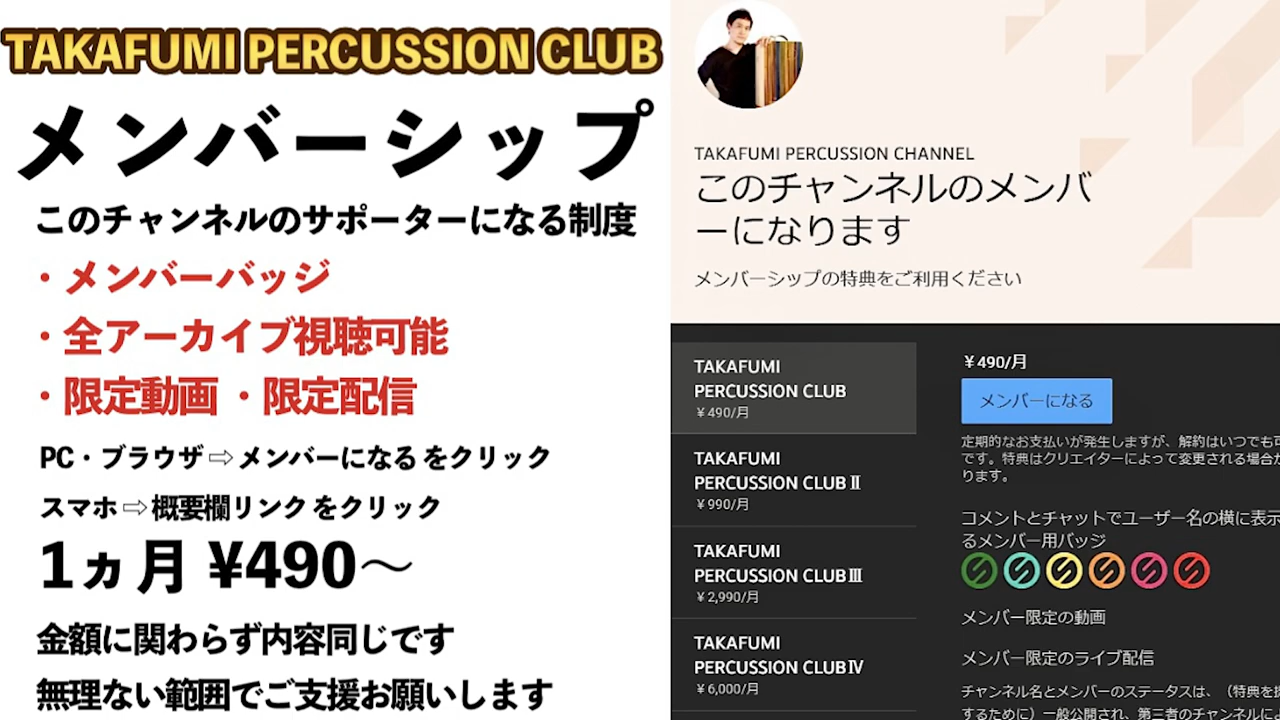 TAKAFUMI PERCUSSION CLUB
メンバーシップ
このチャンネルのサポーターになる制度
・メンバーバッジ
・全アーカイブ視聴可能
・限定動画 ・限定配信
PC・ブラウザ⇨メンバーになる をクリック
スマホ⇨概要欄リンク をクリック
1ヵ月 ¥490〜
金額に関わらず内容同じです
無理ない範囲でご支援お願いします
TAKAFUMI PERCUSSION CHANNEL
このチャンネルのメンバ
ーになります
メンバーシップの特典をご利用ください
TAKAFUMI
PERCUSSION CLUB
￥490/月
TAKAFUMI
PERCUSSION CLUBⅡ
￥990/月
TAKAFUMI
PERCUSSION CLUBⅢ
￥2,990/月
TAKAFUMI
PERCUSSION CLUBⅣ
￥6,000/月
￥490/月
メンバーになる
定期的なお支払いが発生しますが、解約はいつでも可
です。特典はクリエイターによって変更される場合が
ります。
コメントとチャットでユーザー名の横に表示
るメンバー用バッジ
メンバー限定の動画
メンバー限定のライブ配信
チャンネル名とメンバーのステータスは、（特典を提
するために）一般公開され、第三者のチャンネルに